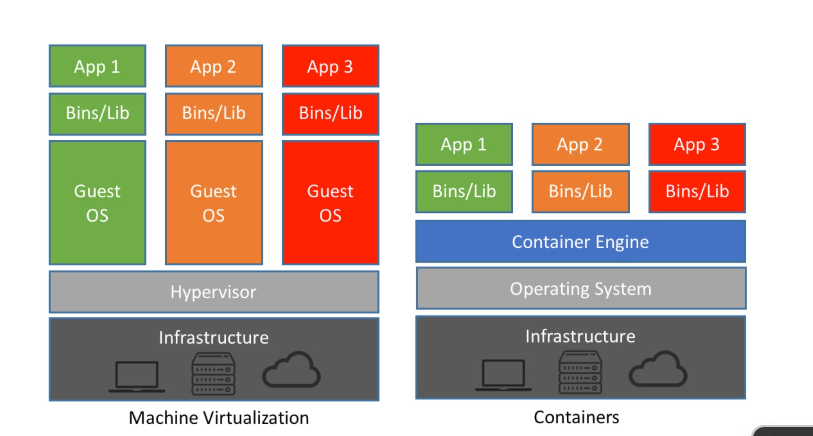 App 1
App 2
App 3
Bins/Lib
Bins/Lib
Bins/Lib
Guest
OS
Guest
OS
Guest
OS
Hypervisor
Infrastructure
Machine Virtualization
App 1
App 2
App 3
Bins/Lib
Bins/Lib
Bins/Lib
Container Engine
Operating System
Infrastructure
Containers